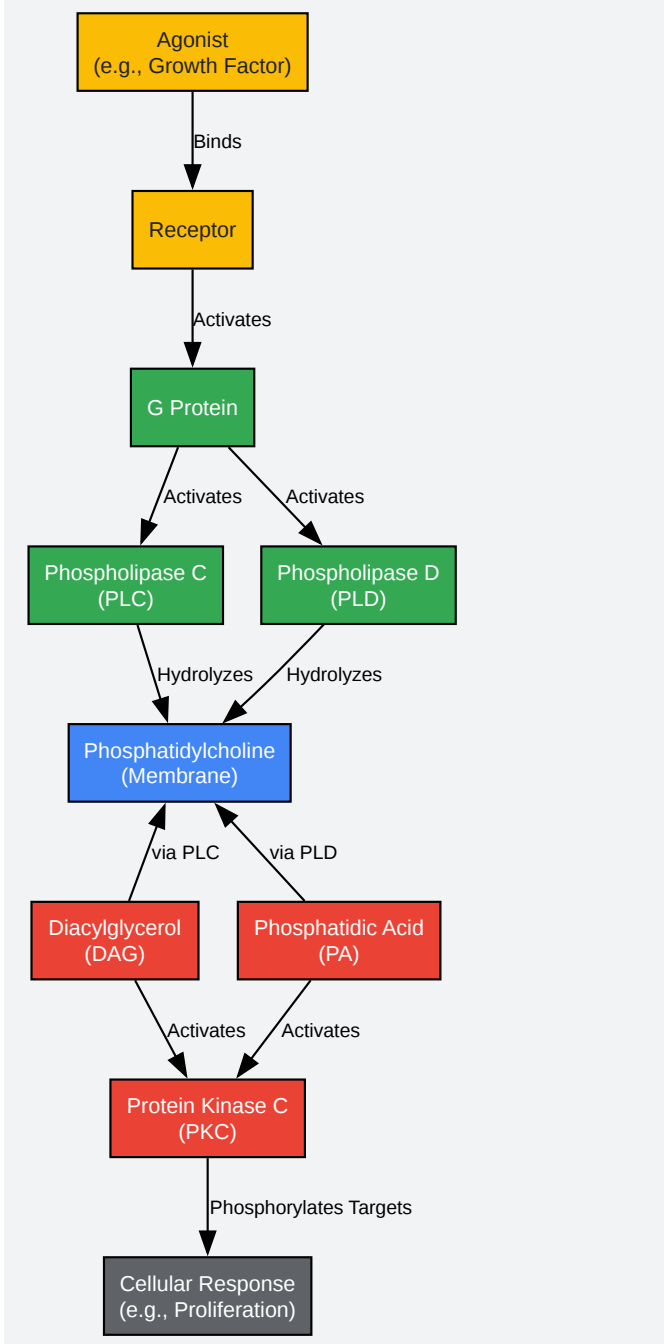 Agonist
(e.g., Growth Factor)
Binds
Receptor
Activates
G Protein
Activates
Activates
Phospholipase C
(PLC)
Phospholipase D
(PLD)
Hydrolyzes
Hydrolyzes
Phosphatidylcholine
(Membrane)
via PLC
via PLD
Diacylglycerol
(DAG)
Phosphatidic Acid
(PA)
Activates
Activates
Protein Kinase C
(PKC)
Phosphorylates Targets
Cellular Response
(e.g., Proliferation)